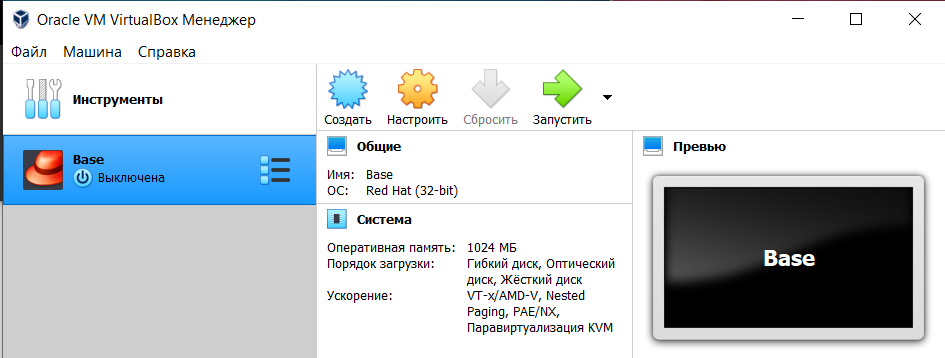 Oracle VM VirtualBox Менеджер
Файл Машина Справка
Инструменты
Base
Выключена
Создать Настроить Сбросить Запустить
Общие
Имя: Base
ОС: Red Hat (32-bit)
Система
Оперативная память: 1024 МБ
Порядок загрузки: Гибкий диск, Оптический
диск, Жёсткий диск
Ускорение: VT-x/AMD-V, Nested
Paging, PAE/NX,
Паравиртуализация KVM
Превью
Base